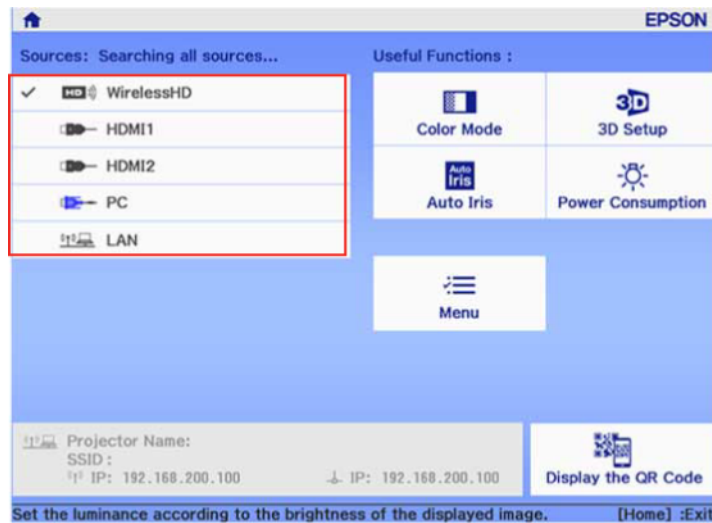 EPSON
Sources: Searching all sources...
WirelessHD
HDMI1
HDMI2
PC
LAN
Useful Functions :
Color Mode
3D Setup
Auto Iris
Auto Iris
Power Consumption
Menu
Projector Name:
SSID :
IP: 192.168.200.100
IP: 192.168.200.100
Display the QR Code
Set the luminance according to the brightness of the displayed image.
[Home] :Exit